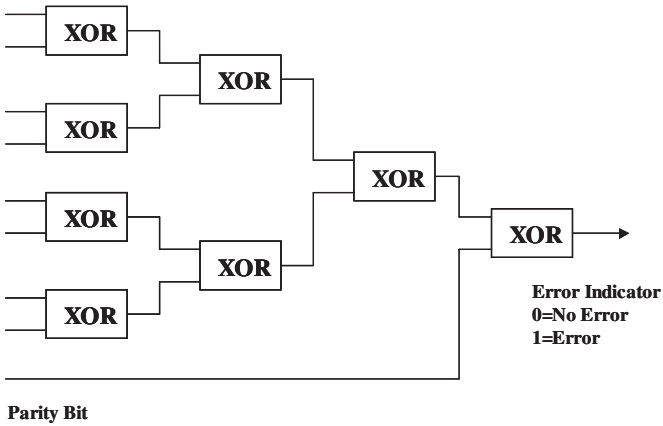 XOR
XOR
XOR
XOR
XOR
XOR
XOR
XOR
Error Indicator
0=No Error
1=Error
Parity Bit